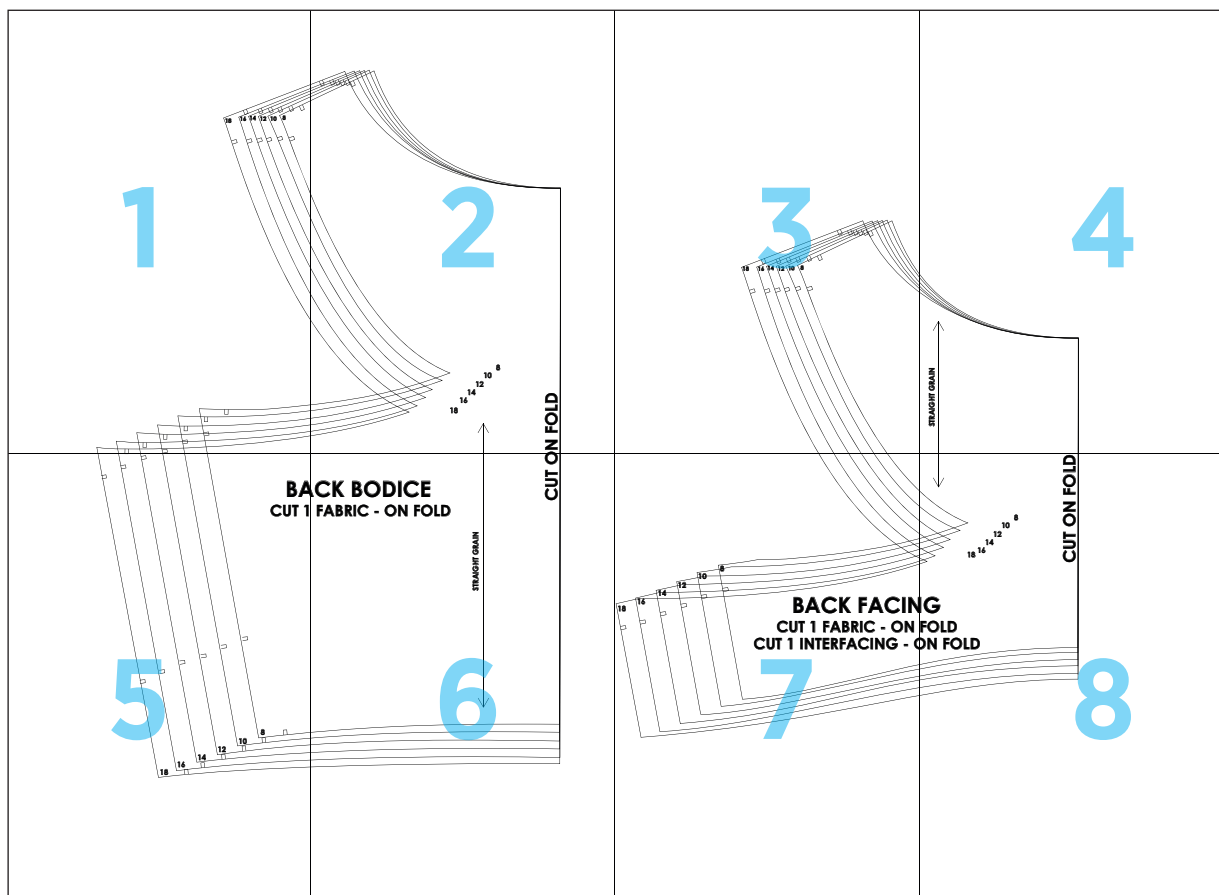 18 16 14 12 10 8
1
2
3
4
18 16 14 12 10 8
8
10
12
14
16
18
CUT ON FOLD
STRAIGHT GRAIN
BACK BODICE
CUT 1 FABRIC - ON FOLD
STRAIGHT GRAIN
CUT ON FOLD
8
10
12
14
16
18
8
10
12
14
16
18
BACK FACING
CUT 1 FABRIC - ON FOLD
CUT 1 INTERFACING - ON FOLD
5
6
7
8
8
10
12
14
16
18